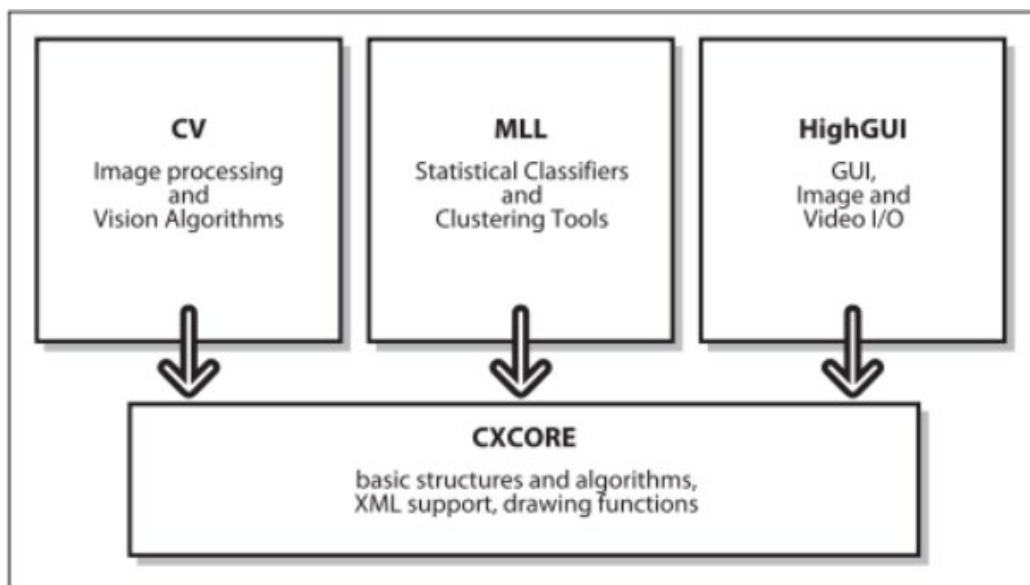 CV
Image processing
and
Vision Algorithms
MLL
Statistical Classifiers
and
Clustering Tools
HighGUI
GUI,
Image and
Video I/O
CXCORE
basic structures and algorithms,
XML support, drawing functions